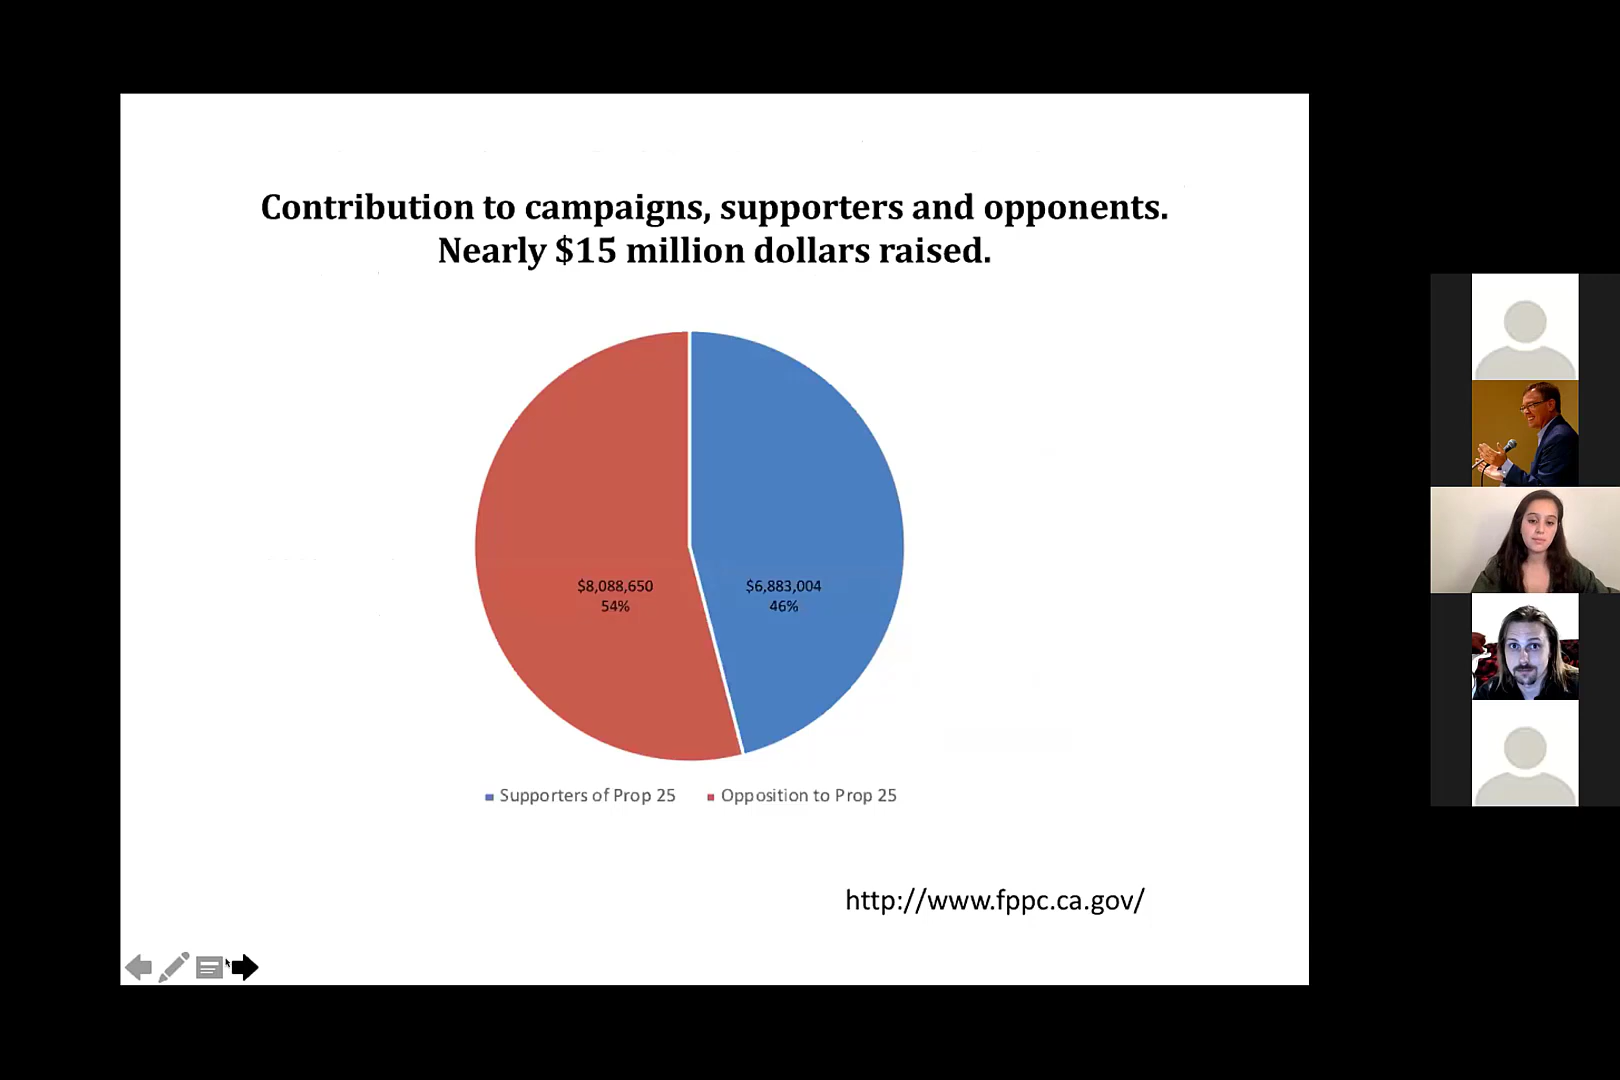 Contribution to campaigns, supporters and opponents.
Nearly $15 million dollars raised.
$8,088,650
54%
$6,883,004
46%
Supporters of Prop 25
Opposition to Prop 25
http://www.fppc.ca.gov/